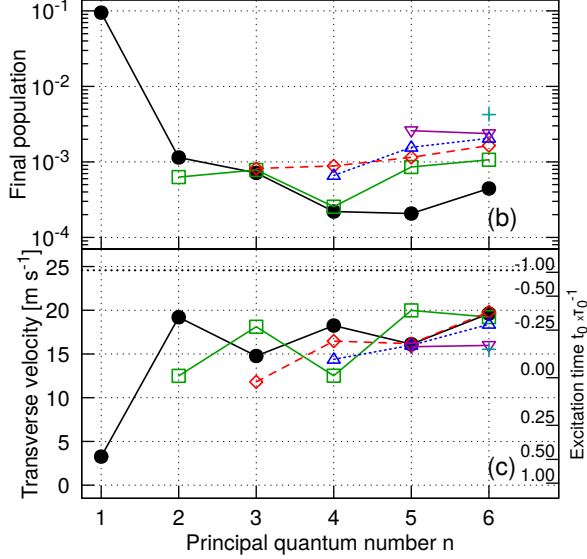 10^-1
10^-2
10^-3
10^-4
Final population
(b)
25
20
15
10
5
0
Transverse velocity [m s^-1]
-1.00
-0.50
-0.25
0.00
0.25
0.50
1.00
Excitation time t_0 × τ_0^-1
(c)
1 2 3 4 5 6
Principal quantum number n